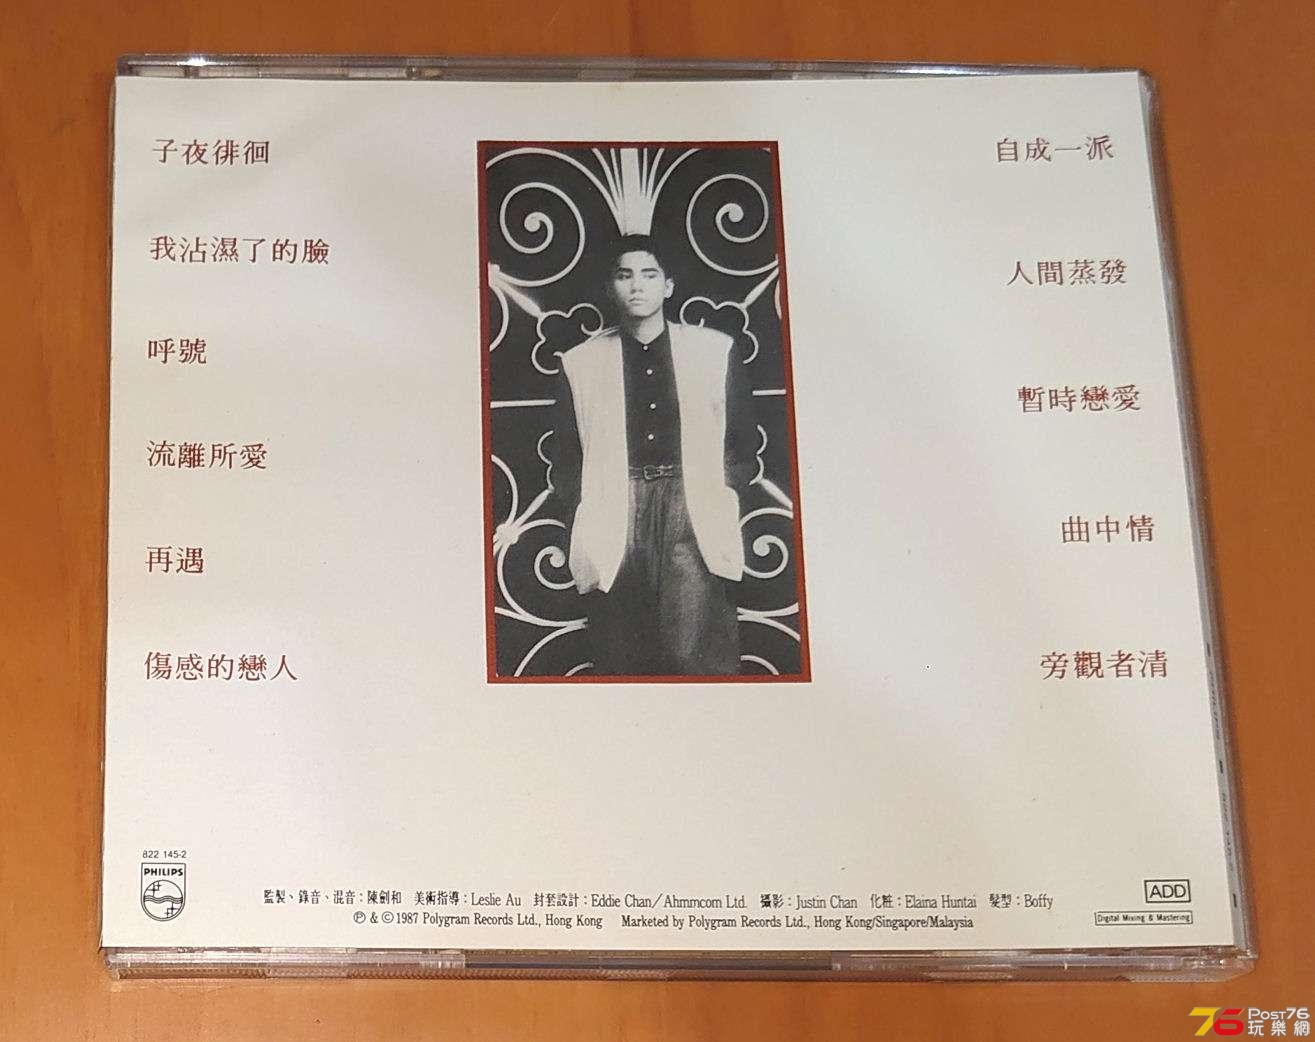 子夜徘徊
我沾濕了的臉
呼號
流離所愛
再遇
傷感的戀人
自成一派
人間蒸發
暫時戀愛
曲中情
旁觀者清
822 145-2
PHILIPS
監製、錄音、混音：陳劍和 美術指導：Leslie Au 封套設計：Eddie Chan/Ahmmcom Ltd. 攝影：Justin Chan 化粧：Elaina Huntai 髮型：Boffy
℗ & © 1987 Polygram Records Ltd., Hong Kong Marketed by Polygram Records Ltd., Hong Kong/Singapore/Malaysia
ADD
Digital Mixing & Mastering
76 Post76
玩樂網